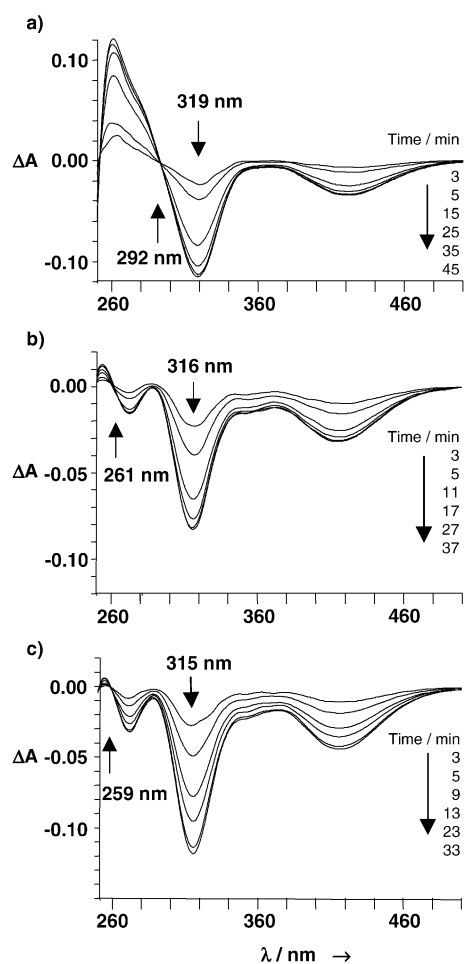 a)
0.10
319 nm
Time / min
ΔA 0.00
3
5
15
25
35
45
292 nm
-0.10
260 360 460
b)
0.00
316 nm
Time / min
3
5
11
17
27
37
261 nm
ΔA -0.05
-0.10
260 360 460
c)
315 nm
0.00
Time / min
3
5
9
13
23
33
ΔA -0.05
259 nm
-0.10
260 360 460
λ / nm →